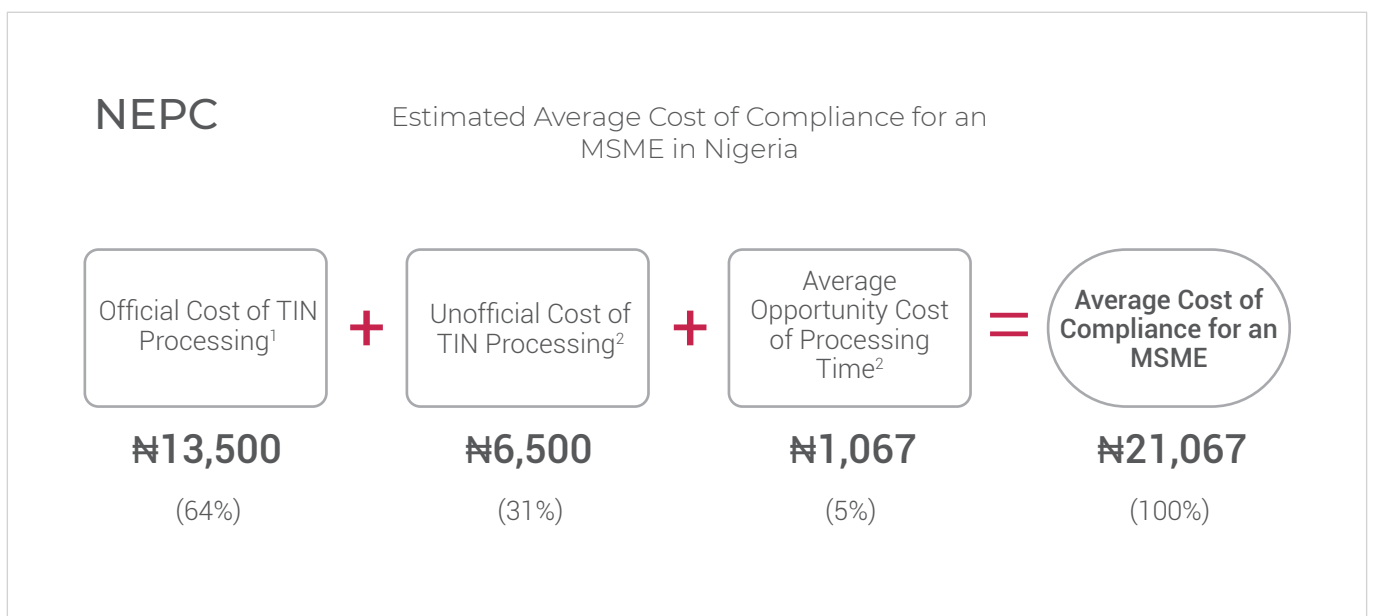 NEPC
Estimated Average Cost of Compliance for an
MSME in Nigeria
Official Cost of TIN
Processing¹
+
Unofficial Cost of
TIN Processing²
+
Average
Opportunity Cost
of Processing
Time²
=
Average Cost of
Compliance for an
MSME
₦13,500
₦6,500
₦1,067
₦21,067
(64%)
(31%)
(5%)
(100%)